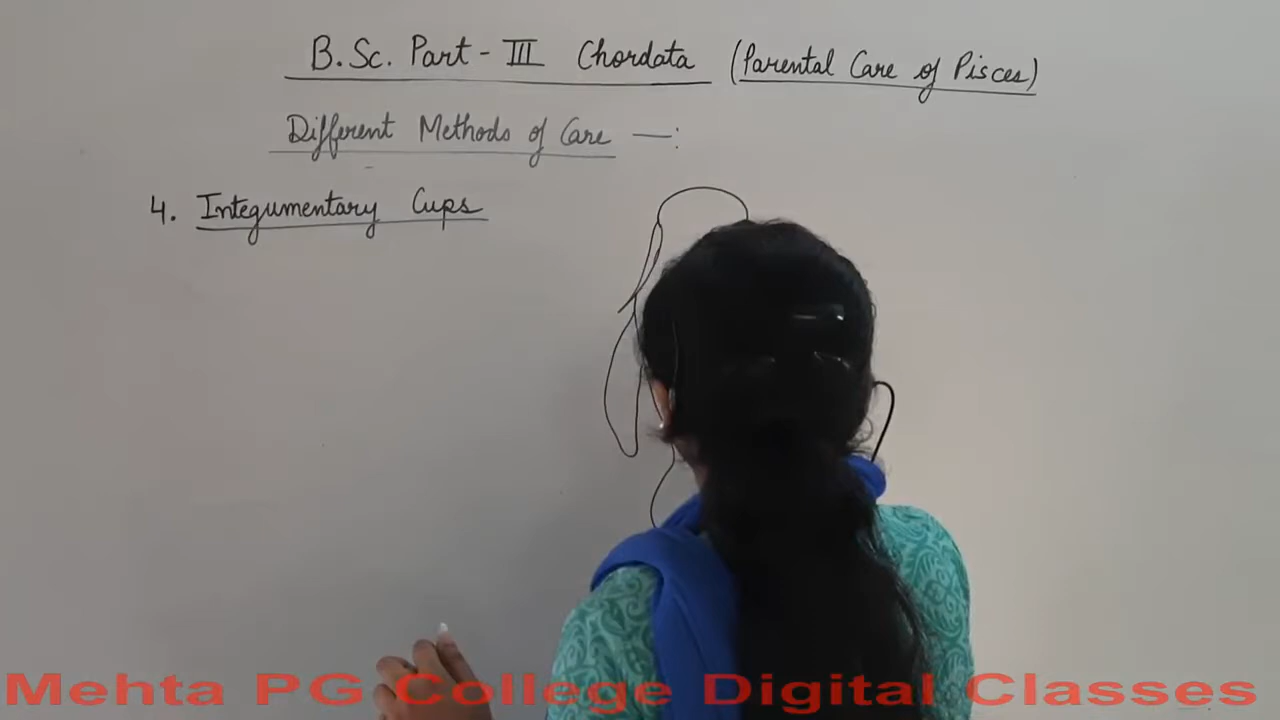 B.Sc. Part - III Chordata (Parental Care of Pisces)
Different Methods of Care —:
4. Integumentary Cups
Mehta PG College Digital Classes